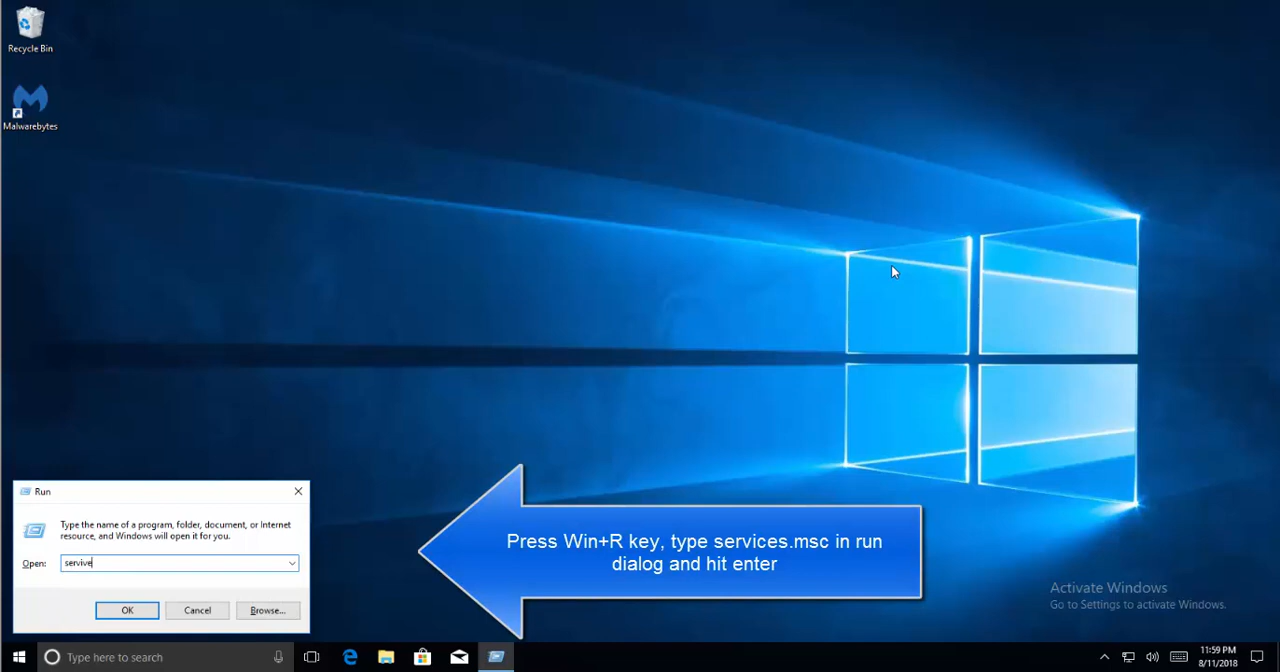 Recycle Bin
Malwarebytes
Run
Type the name of a program, folder, document, or Internet
resource, and Windows will open it for you.
Open:
servive
OK
Cancel
Browse...
Press Win+R key, type services.msc in run
dialog and hit enter
Activate Windows
Go to Settings to activate Windows.
Type here to search
11:59 PM
8/11/2018